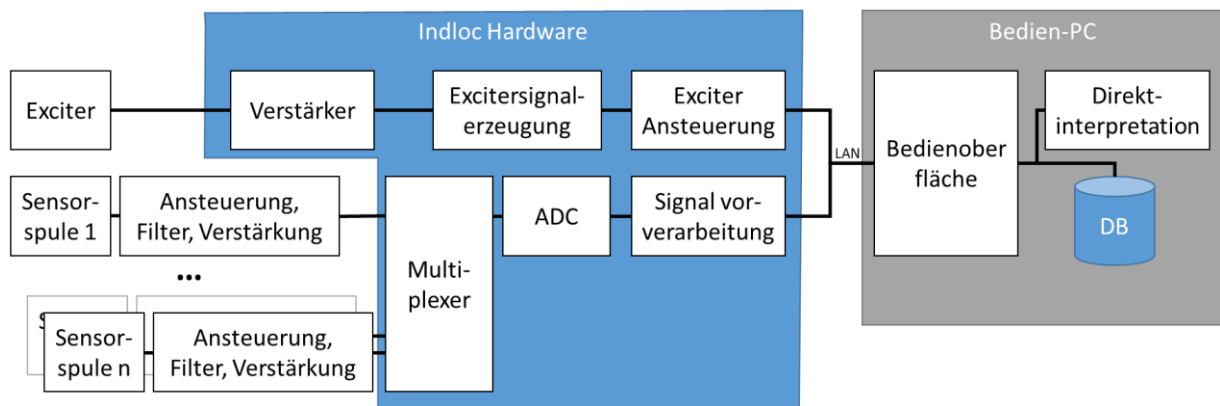 Indloc Hardware
Bedien-PC
Exciter
Verstärker
Excitersignal-
erzeugung
Exciter
Ansteuerung
LAN
Bedienober
fläche
Direkt-
interpretation
DB
Sensor-
spule 1
Ansteuerung,
Filter, Verstärkung
Multi-
plexer
ADC
Signal vor-
verarbeitung
...
S
Sensor-
spule n
Ansteuerung,
Filter, Verstärkung